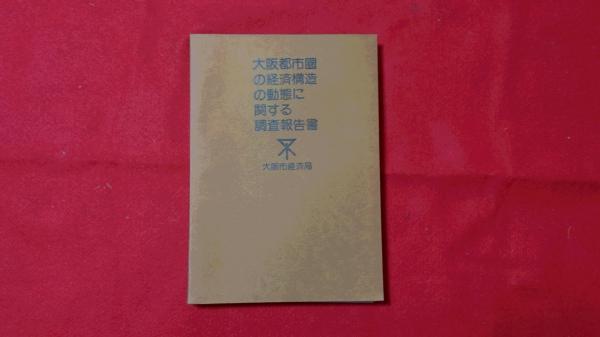 大阪都市圏
の経済構造
の動態に
関する
調査報告書
大阪市経済局